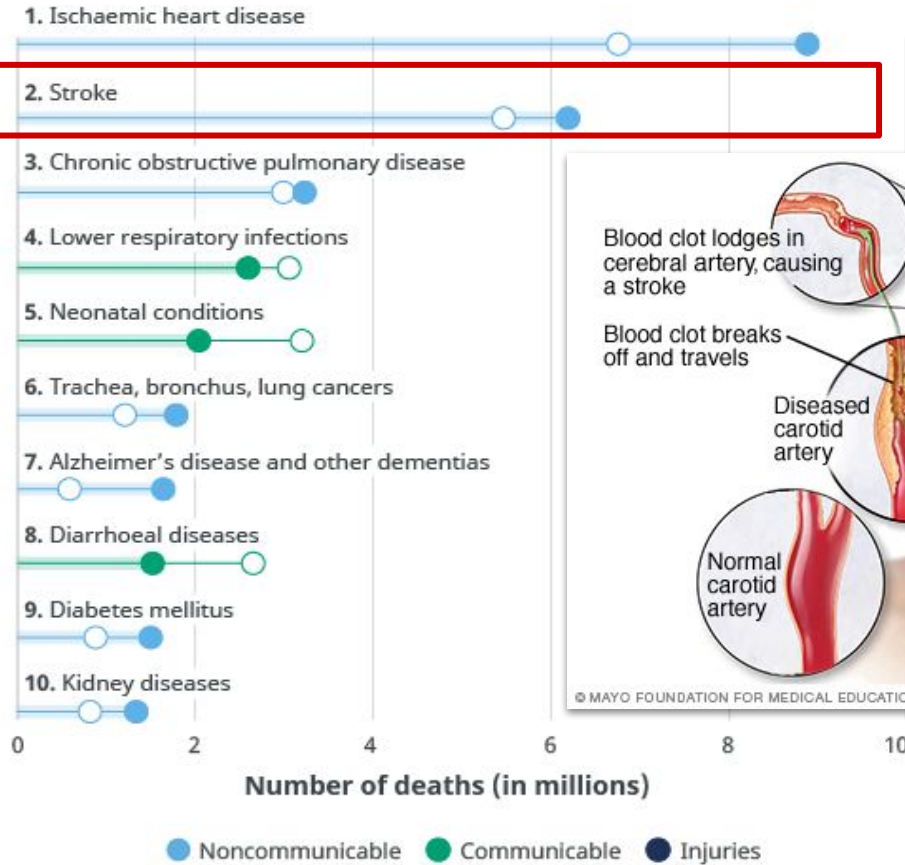 1. Ischaemic heart disease
2. Stroke
3. Chronic obstructive pulmonary disease
4. Lower respiratory infections
5. Neonatal conditions
6. Trachea, bronchus, lung cancers
7. Alzheimer's disease and other dementias
8. Diarrhoeal diseases
9. Diabetes mellitus
10. Kidney diseases
0 2 4 6 8 10
Number of deaths (in millions)
Noncommunicable Communicable Injuries
Blood clot lodges in
cerebral artery, causing
a stroke
Blood clot breaks
off and travels
Diseased
carotid
artery
Normal
carotid
artery
© MAYO FOUNDATION FOR MEDICAL